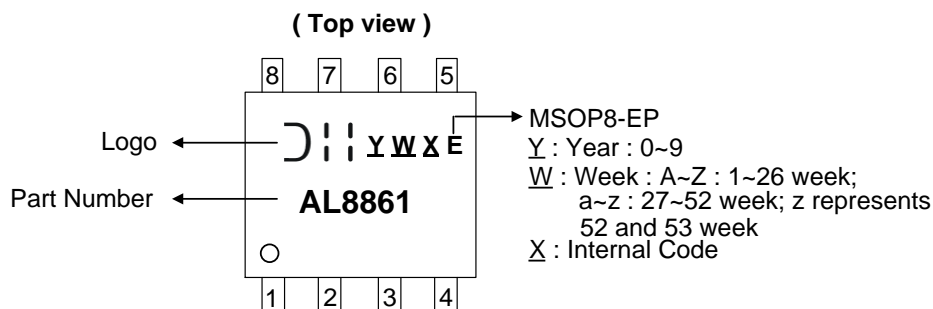 ( Top view )
8 7 6 5
Logo
Y W X E
MSOP8-EP
Y : Year : 0~9
W : Week : A~Z : 1~26 week;
a~z : 27~52 week; z represents
52 and 53 week
X : Internal Code
Part Number
AL8861
1 2 3 4